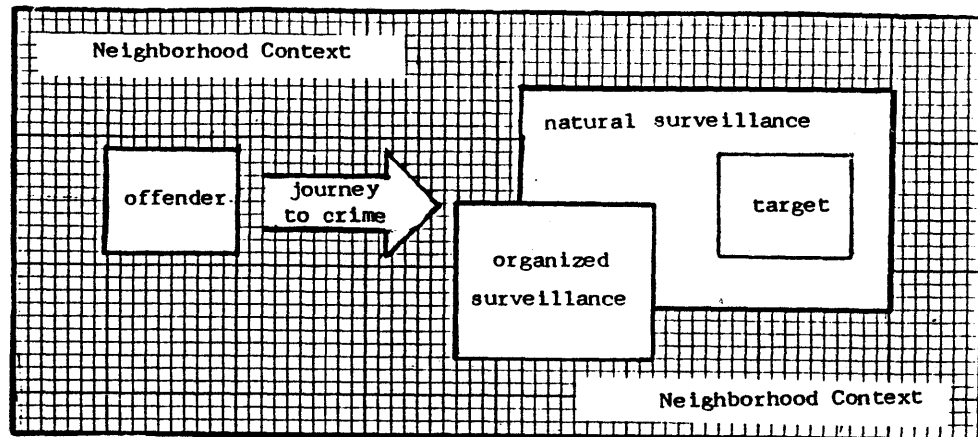 Neighborhood Context
natural surveillance
offender
journey
to crime
target
organized
surveillance
Neighborhood Context